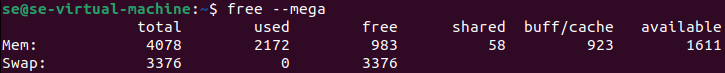 se@se-virtual-machine:~$ free --mega
total used free shared buff/cache available
Mem: 4078 2172 983 58 923 1611
Swap: 3376 0 3376